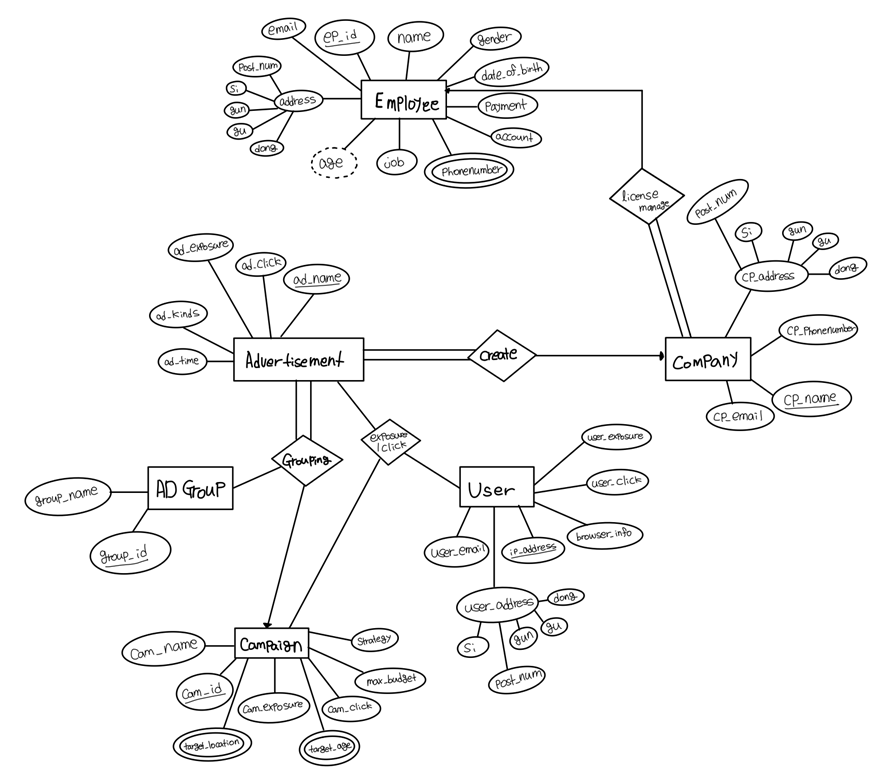 email
ep_id
name
gender
date_of_birth
Post_num
Si
gun
gu
dong
address
Employee
Payment
account
age
job
Phonenumber
license
manage
Post_num
Si
gun
gu
dong
CP_address
ad_exposure
ad_click
ad_name
ad_kinds
ad-time
Advertisement
Create
Company
CP_Phonenumber
CP_name
CP_email
exposure
/click
Grouping
AD Group
group_name
group_id
User
user_exposure
user_click
browser_info
ip_address
user_email
user_address
dong
gu
gun
Si
Post_num
Campaign
Cam_name
Cam_id
Cam_exposure
Cam_click
Strategy
max_budget
target_location
target_age